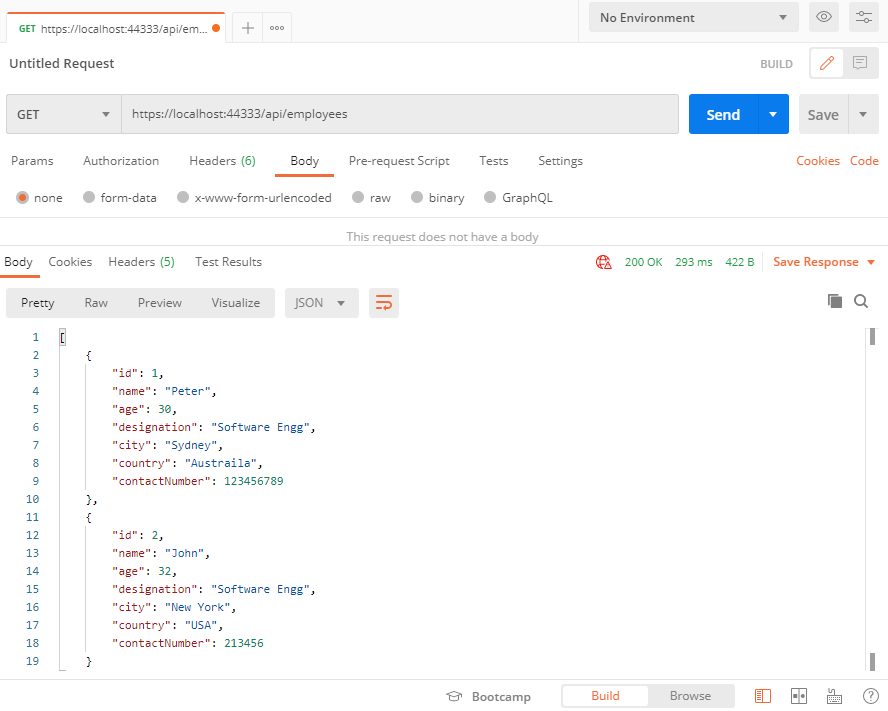 GET https://localhost:44333/api/em...
No Environment
Untitled Request
BUILD
GET https://localhost:44333/api/employees Send Save
Params Authorization Headers (6) Body Pre-request Script Tests Settings Cookies Code
none form-data x-www-form-urlencoded raw binary GraphQL
This request does not have a body
Body Cookies Headers (5) Test Results 200 OK 293 ms 422 B Save Response
Pretty Raw Preview Visualize JSON
1 [
2 {
3 "id": 1,
4 "name": "Peter",
5 "age": 30,
6 "designation": "Software Engg",
7 "city": "Sydney",
8 "country": "Austraila",
9 "contactNumber": 123456789
10 },
11 {
12 "id": 2,
13 "name": "John",
14 "age": 32,
15 "designation": "Software Engg",
16 "city": "New York",
17 "country": "USA",
18 "contactNumber": 213456
19 }
Bootcamp Build Browse